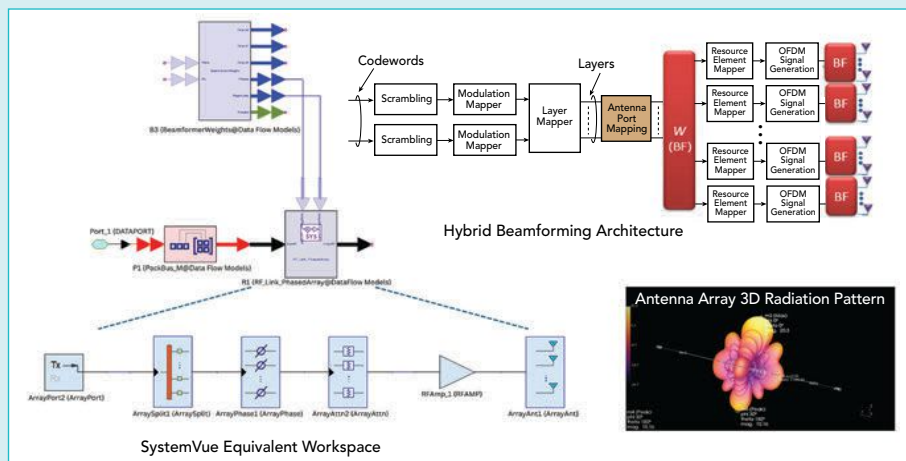 B3 (BeamformerWeights@Data Flow Models)
Port_1 (DATAPORT)
P1 (PackBus_M@Data Flow Models)
R1 (RF_Link_PhasedArray@DataFlow Models)
Tx
Rx
ArrayPort2 (ArrayPort)
ArraySplit1 (ArraySplit)
ArrayPhase1 (ArrayPhase)
ArrayAttn2 (ArrayAttn)
RFAmp_1 (RFAMP)
ArrayAnt1 (ArrayAnt)
SystemVue Equivalent Workspace
Codewords
Layers
Scrambling
Modulation
Mapper
Scrambling
Modulation
Mapper
Layer
Mapper
Antenna
Port
Mapping
W
(BF)
Resource
Element
Mapper
OFDM
Signal
Generation
BF
Resource
Element
Mapper
OFDM
Signal
Generation
BF
Resource
Element
Mapper
OFDM
Signal
Generation
BF
Resource
Element
Mapper
OFDM
Signal
Generation
BF
Hybrid Beamforming Architecture
Antenna Array 3D Radiation Pattern